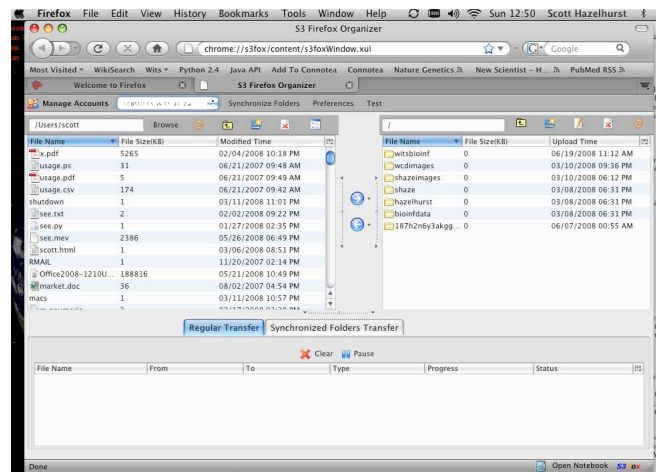 Firefox File Edit View History Bookmarks Tools Window Help Sun 12:50 Scott Hazelhurst
S3 Firefox Organizer
chrome://s3fox/content/s3foxWindow.xul Google
Most Visited WikiSearch Wits Python 2.4 Java API Add To Connotea Connotea Nature Genetics New Scientist - H... PubMed RSS
Welcome to Firefox S3 Firefox Organizer
Manage Accounts Synchronize Folders Preferences Test
/Users/scott Browse /
File Name File Size(KB) Modified Time File Name File Size(KB) Upload Time
x.pdf 5265 02/04/2008 10:18 PM witsbioinf 0 06/19/2008 11:12 AM
usage.ps 31 06/21/2007 09:48 AM wcdimages 0 03/10/2008 09:36 PM
usage.pdf 5 06/21/2007 09:49 AM shazeimages 0 03/10/2008 06:12 PM
usage.csv 174 06/21/2007 09:42 AM shaze 0 03/08/2008 06:31 PM
shutdown 1 03/11/2008 11:01 PM hazelhurst 0 03/08/2008 06:31 PM
see.txt 2 02/02/2008 09:22 PM bioinfdata 0 03/08/2008 06:31 PM
see.py 1 01/27/2008 02:35 PM 187h2n6y3akgg... 0 06/07/2008 00:55 AM
see.mev 2386 05/26/2008 06:49 PM
scott.html 1 03/06/2008 08:51 PM
RMAIL 1 11/20/2007 02:14 PM
Office2008-1210U... 188816 05/21/2008 10:49 PM
market.doc 36 08/02/2007 04:54 PM
macs 1 03/11/2008 10:57 PM
Regular Transfer Synchronized Folders Transfer
Clear Pause
File Name From To Type Progress Status
Done Open Notebook S3 Fox